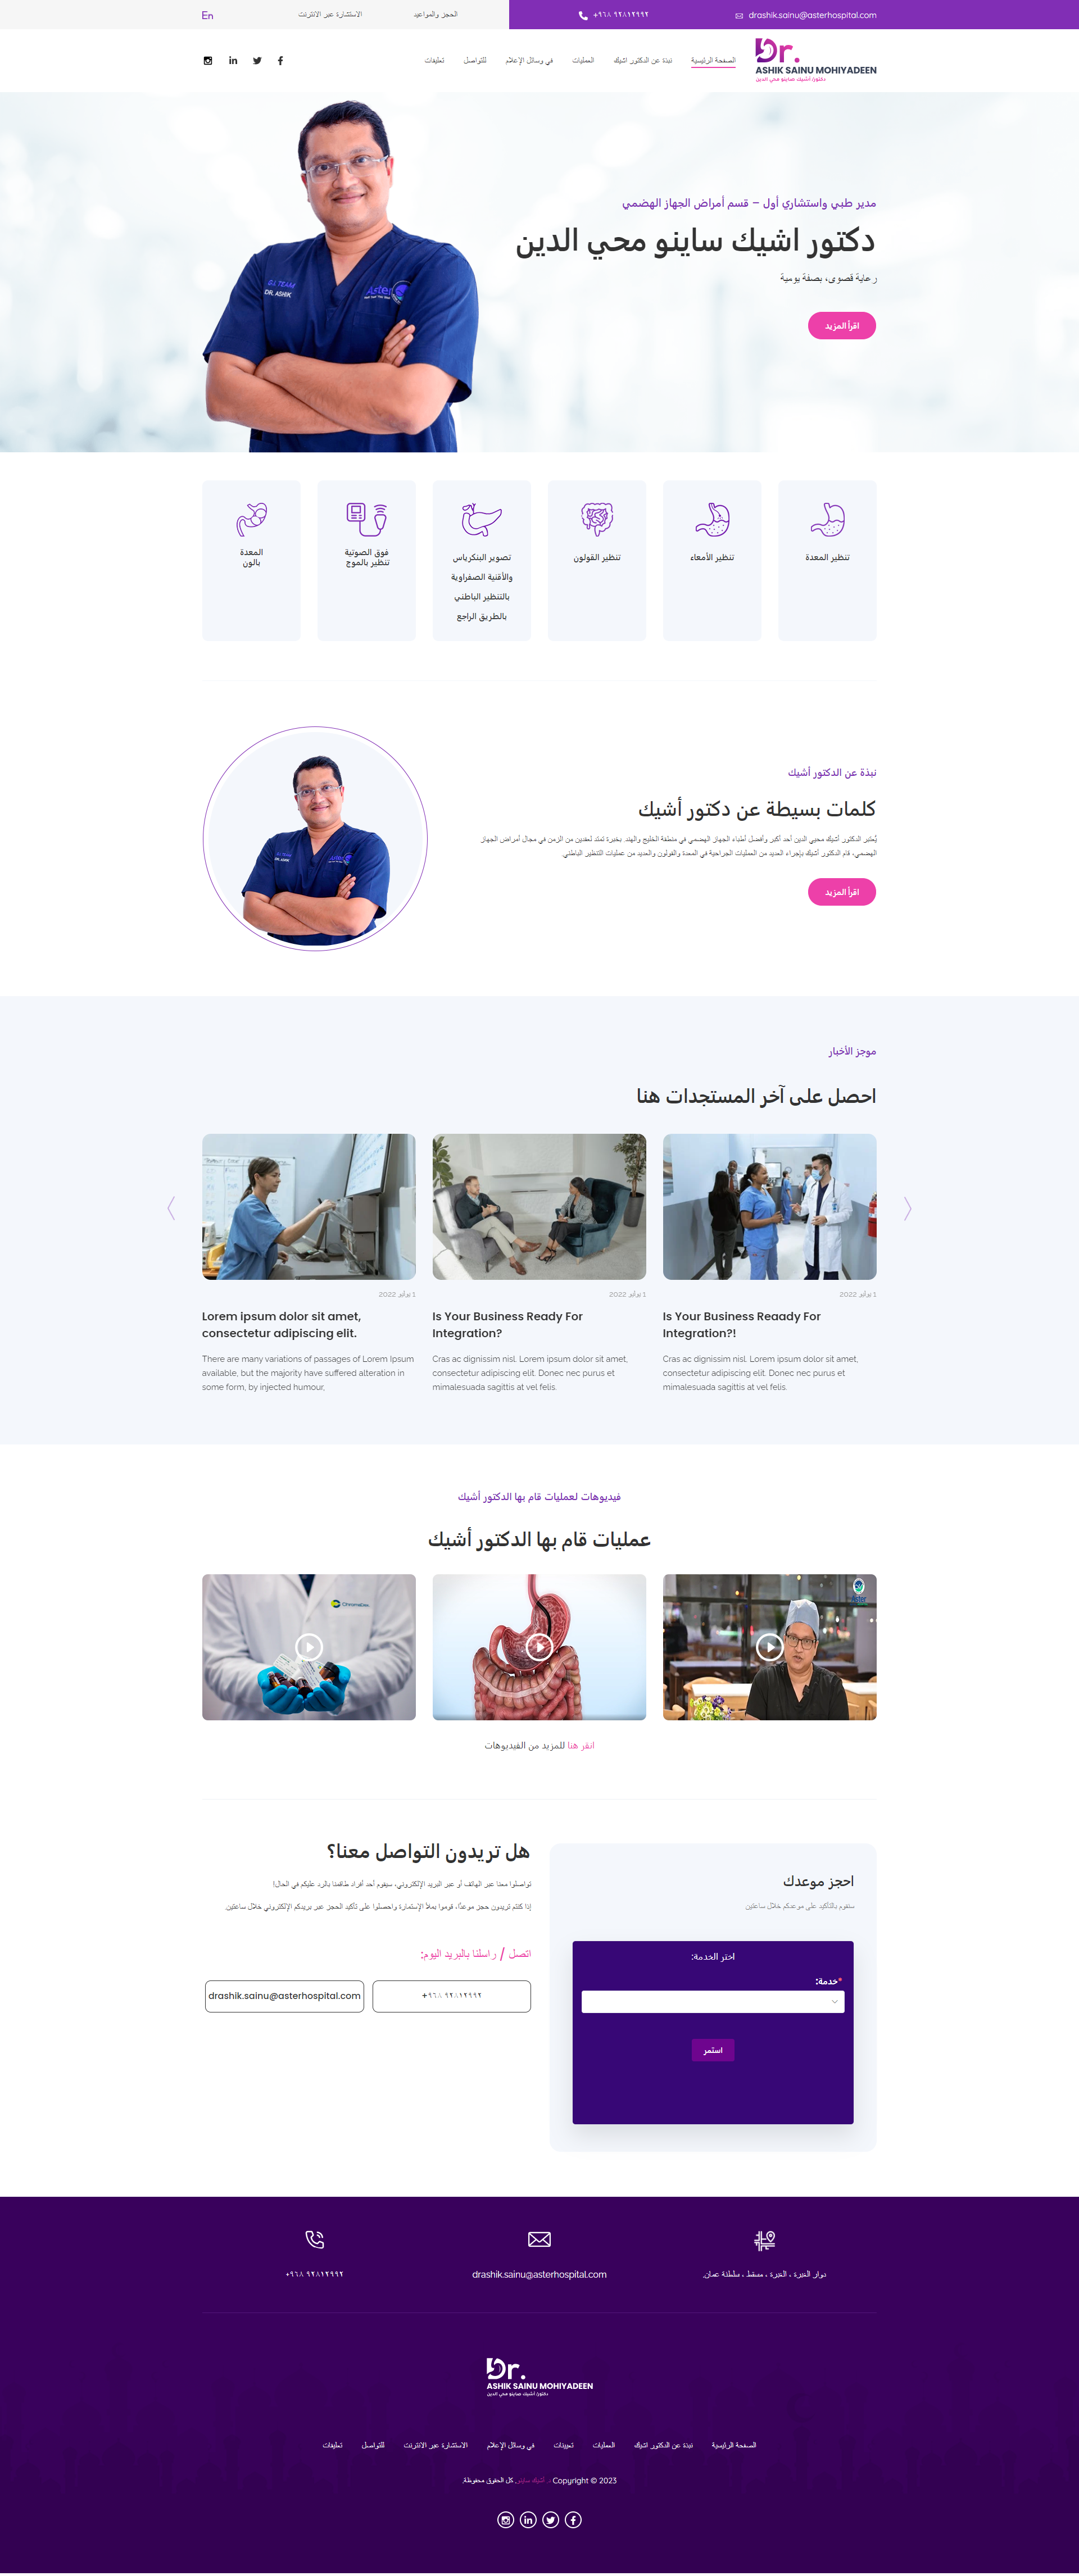 drashik.sainu@asterhospital.com
+٩٦٨ ٩٢٨١٢٩٩٢
الحجز والمواعيد
الاستشارة عبر الانترنت
En
Dr.
ASHIK SAINU MOHIYADEEN
دكتورا أشيك صاينو محي الدين
الصفحة الرئيسية
نبذة عن الدكتور اشيك
العمليات
في وسائل الإعلام
للتواصل
تعليقات
مدير طبي واستشاري أول – قسم أمراض الجهاز الهضمي
دكتور اشيك ساينو محي الدين
رعاية قصوى، بصفة يومية
اقرأ المزيد
G.I. TEAM
DR. ASHIK
Aster
تنظير المعدة
تنظير الأمعاء
تنظير القولون
تصوير البنكرياس
والأقنية الصفراوية
بالتنظير الباطني
بالطريق الراجع
فوق الصوتية
تنظير بالموج
المعدة
بالون
نبذة عن الدكتور أشيك
كلمات بسيطة عن دكتور أشيك
يُعتبر الدكتور أشيك محيي الدين أحد أكبر وأفضل أطباء الجهاز الهضمي في منطقة الخليج والهند. بخبرة تمتد لعقدين من الزمن في مجال أمراض الجهاز
الهضمي، قام الدكتور أشيك بإجراء العديد من العمليات الجراحية في المعدة والقولون والعديد من عمليات التنظير الباطني.
اقرأ المزيد
موجز الأخبار
احصل على آخر المستجدات هنا
1 يناير 2022
Is Your Business Reaady For
Integration?!
Cras ac dignissim nisl. Lorem ipsum dolor sit amet,
consectetur adipiscing elit. Donec nec purus et
mimalesuada sagittis at vel felis.
1 يناير 2022
Is Your Business Ready For
Integration?
Cras ac dignissim nisl. Lorem ipsum dolor sit amet,
consectetur adipiscing elit. Donec nec purus et
mimalesuada sagittis at vel felis.
1 يناير 2022
Lorem ipsum dolor sit amet,
consectetur adipiscing elit.
There are many variations of passages of Lorem Ipsum
available, but the majority have suffered alteration in
some form, by injected humour,
فيديوهات لعمليات قام بها الدكتور أشيك
عمليات قام بها الدكتور أشيك
Aster
ChromaDex
انقر هنا للمزيد من الفيديوهات
احجز موعدك
سنقوم بالتأكيد على موعدكم خلال ساعتين
اختر الخدمة:
*خدمة:
استمر
هل تريدون التواصل معنا؟
تواصلوا معنا عبر الهاتف أو عبر البريد الإلكتروني، سيقوم أحد أفراد طاقمنا بالرد عليكم في الحال!
إذا كنتم تريدون حجز موعدًا، قوموا بملأ الإستمارة واحصلوا على تأكيد الحجز عبر بريدكم الإلكتروني خلال ساعتين.
اتصل / راسلنا بالبريد اليوم:
+٩٦٨ ٩٢٨١٢٩٩٢
drashik.sainu@asterhospital.com
دوار الغبرة ، الغبرة ، مسقط ، سلطنة عمان.
drashik.sainu@asterhospital.com
+٩٦٨ ٩٢٨١٢٩٩٢
Dr.
ASHIK SAINU MOHIYADEEN
دكتورا أشيك صاينو محي الدين
الصفحة الرئيسية
نبذة عن الدكتور اشيك
العمليات
تعيينات
في وسائل الإعلام
الاستشارة عبر الانترنت
للتواصل
تعليقات
Copyright © 2023 د. أشيك ساينو. كل الحقوق محفوظة.